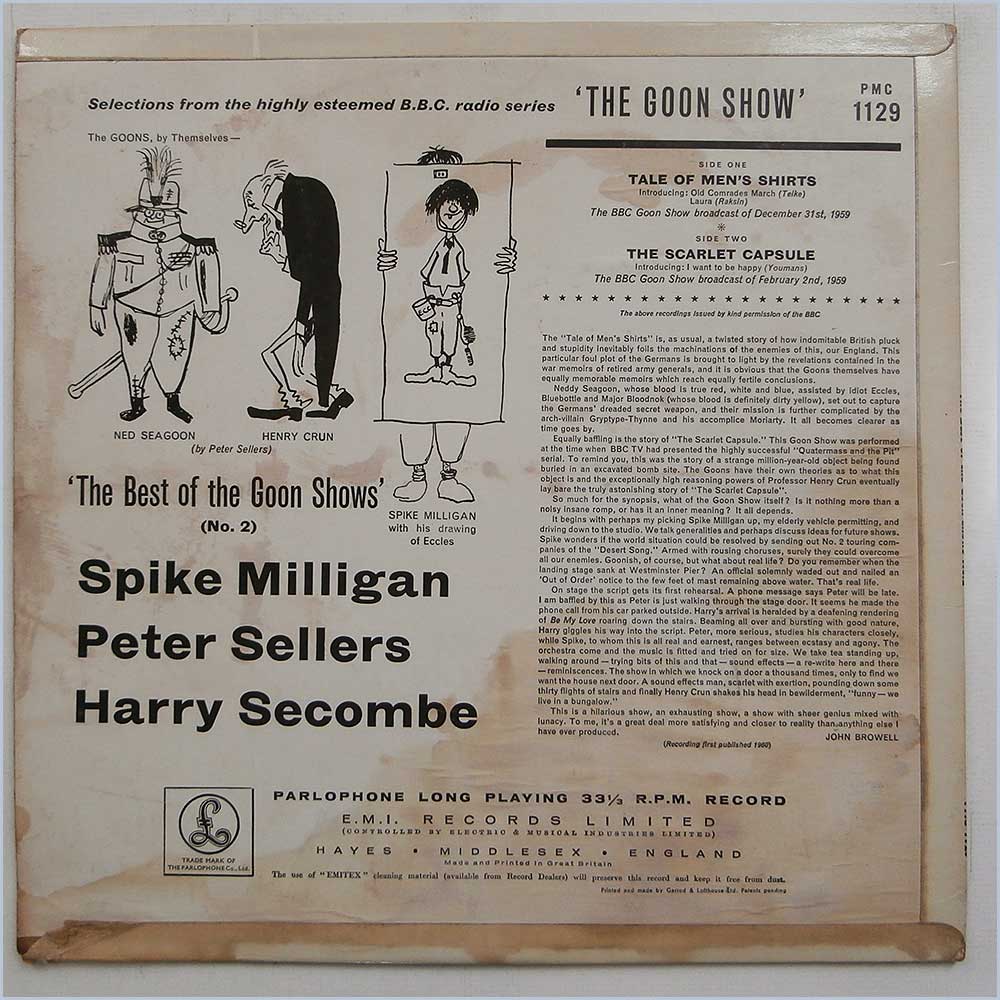 Selections from the highly esteemed B.B.C. radio series 'THE GOON SHOW'
PMC
1129
The GOONS, by Themselves—
NED SEAGOON
HENRY CRUN
(by Peter Sellers)
SPIKE MILLIGAN
with his drawing
of Eccles
'The Best of the Goon Shows'
(No. 2)
Spike Milligan
Peter Sellers
Harry Secombe
SIDE ONE
TALE OF MEN'S SHIRTS
Introducing: Old Comrades March (Teike)
Laura (Raksin)
The BBC Goon Show broadcast of December 31st, 1959
SIDE TWO
THE SCARLET CAPSULE
Introducing: I want to be happy (Youmans)
The BBC Goon Show broadcast of February 2nd, 1959
The above recordings issued by kind permission of the BBC
The "Tale of Men's Shirts" is, as usual, a twisted story of how indomitable British pluck
and stupidity inevitably foils the machinations of the enemies of this, our England. This
particular foul plot of the Germans is brought to light by the revelations contained in the
war memoirs of retired army generals, and it is obvious that the Goons themselves have
equally memorable memoirs which reach equally fertile conclusions.
Neddy Seagoon, whose blood is true red, white and blue, assisted by idiot Eccles,
Bluebottle and Major Bloodnok (whose blood is definitely dirty yellow), set out to capture
the Germans' dreaded secret weapon, and their mission is further complicated by the
arch-villain Gryptype-Thynne and his accomplice Moriarty. It all becomes clearer as
time goes by.
Equally baffling is the story of "The Scarlet Capsule." This Goon Show was performed
at the time when BBC TV had presented the highly successful "Quatermass and the Pit"
serial. To remind you, this was the story of a strange million-year-old object being found
buried in an excavated bomb site. The Goons have their own theories as to what this
object is and the exceptionally high reasoning powers of Professor Henry Crun eventually
lay bare the truly astonishing story of "The Scarlet Capsule".
So much for the synopsis, what of the Goon Show itself? Is it nothing more than a
noisy insane romp, or has it an inner meaning? It all depends.
It begins with perhaps my picking Spike Milligan up, my elderly vehicle permitting, and
driving down to the studio. We talk generalities and perhaps discuss ideas for future shows.
Spike wonders if the world situation could be resolved by sending out No. 2 touring com-
panies of the "Desert Song." Armed with rousing choruses, surely they could overcome
all our enemies. Goonish, of course, but what about real life? Do you remember when the
landing stage sank at Westminster Pier? An official solemnly waded out and nailed an
'Out of Order' notice to the few feet of mast remaining above water. That's real life.
On stage the script gets its first rehearsal. A phone message says Peter will be late.
I am baffled by this as Peter is just walking through the stage door. It seems he made the
phone call from his car parked outside. Harry's arrival is heralded by a deafening rendering
of Be My Love roaring down the stairs. Beaming all over and bursting with good nature,
Harry giggles his way into the script. Peter, more serious, studies his characters closely,
while Spike, to whom this is all real and earnest, ranges between ecstasy and agony. The
orchestra come and the music is fitted and tried on for size. We take tea standing up,
walking around — trying bits of this and that — sound effects — a re-write here and there
— reminiscences. The show in which we knock on a door a thousand times, only to find we
want the house next door. A sound effects man, scarlet with exertion, pounding down some
thirty flights of stairs and finally Henry Crun shakes his head in bewilderment, "funny — we
live in a bungalow."
This is a hilarious show, an exhausting show, a show with sheer genius mixed with
lunacy. To me, it's a great deal more satisfying and closer to reality than anything else I
have ever produced.
JOHN BROWELL
(Recording first published 1960)
£
TRADE MARK OF
THE PARLOPHONE Co., Ltd.
PARLOPHONE LONG PLAYING 33⅓ R.P.M. RECORD
E.M.I. RECORDS LIMITED
(CONTROLLED BY ELECTRIC & MUSICAL INDUSTRIES LIMITED)
HAYES • MIDDLESEX • ENGLAND
Made and Printed in Great Britain
The use of "EMITEX" cleaning material (available from Record Dealers) will preserve this record and keep it free from dust.
Printed and made by Garrod & Lofthouse Ltd. Patents pending